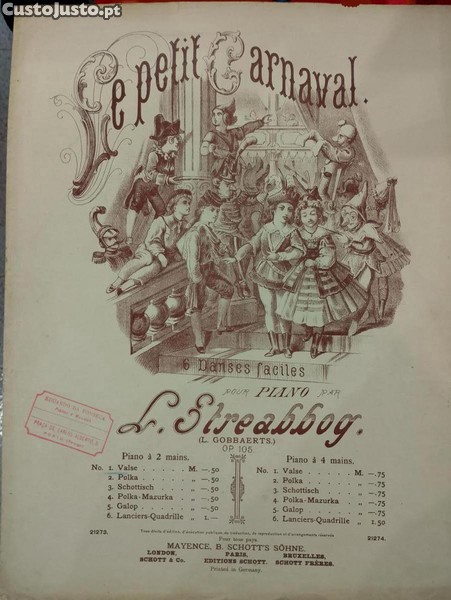 CustoJusto.pt
Le petit Carnaval.
6 Danses faciles
POUR PIANO PAR
L. Streabbog.
(L. GOBBAERTS.)
OP. 105.
Piano à 2 mains.
No. 1. Valse . . . . . M. —.50
2. Polka . . . . . „ —.50
3. Schottisch . . . . „ —.50
4. Polka-Mazurka . . „ —.50
5. Galop . . . . . „ —.50
6. Lanciers-Quadrille „ 1.—
Piano à 4 mains.
No. 1. Valse . . . . . M. —.75
2. Polka . . . . . „ —.75
3. Schottisch . . . . „ —.75
4. Polka-Mazurka . . „ —.75
5. Galop . . . . . „ —.75
6. Lanciers-Quadrille „ 1.50
21273.
21274.
Pour tous pays.
MAYENCE, B. SCHOTT'S SÖHNE.
LONDON, PARIS, BRUXELLES,
SCHOTT & Co. EDITIONS SCHOTT. SCHOTT FRÈRES.
Printed in Germany.